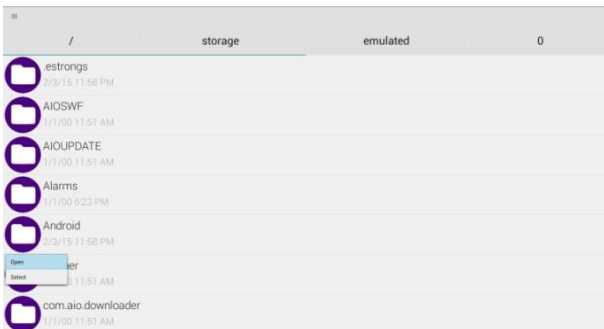 / storage emulated 0
.estrongs
2/3/15 11:58 PM
AIOSWF
1/1/00 11:51 AM
AIOUPDATE
1/1/00 11:51 AM
Alarms
1/1/00 6:23 PM
Android
2/3/15 11:58 PM
Open
er
Select
11:51 AM
com.aio.downloader
1/1/00 11:51 AM